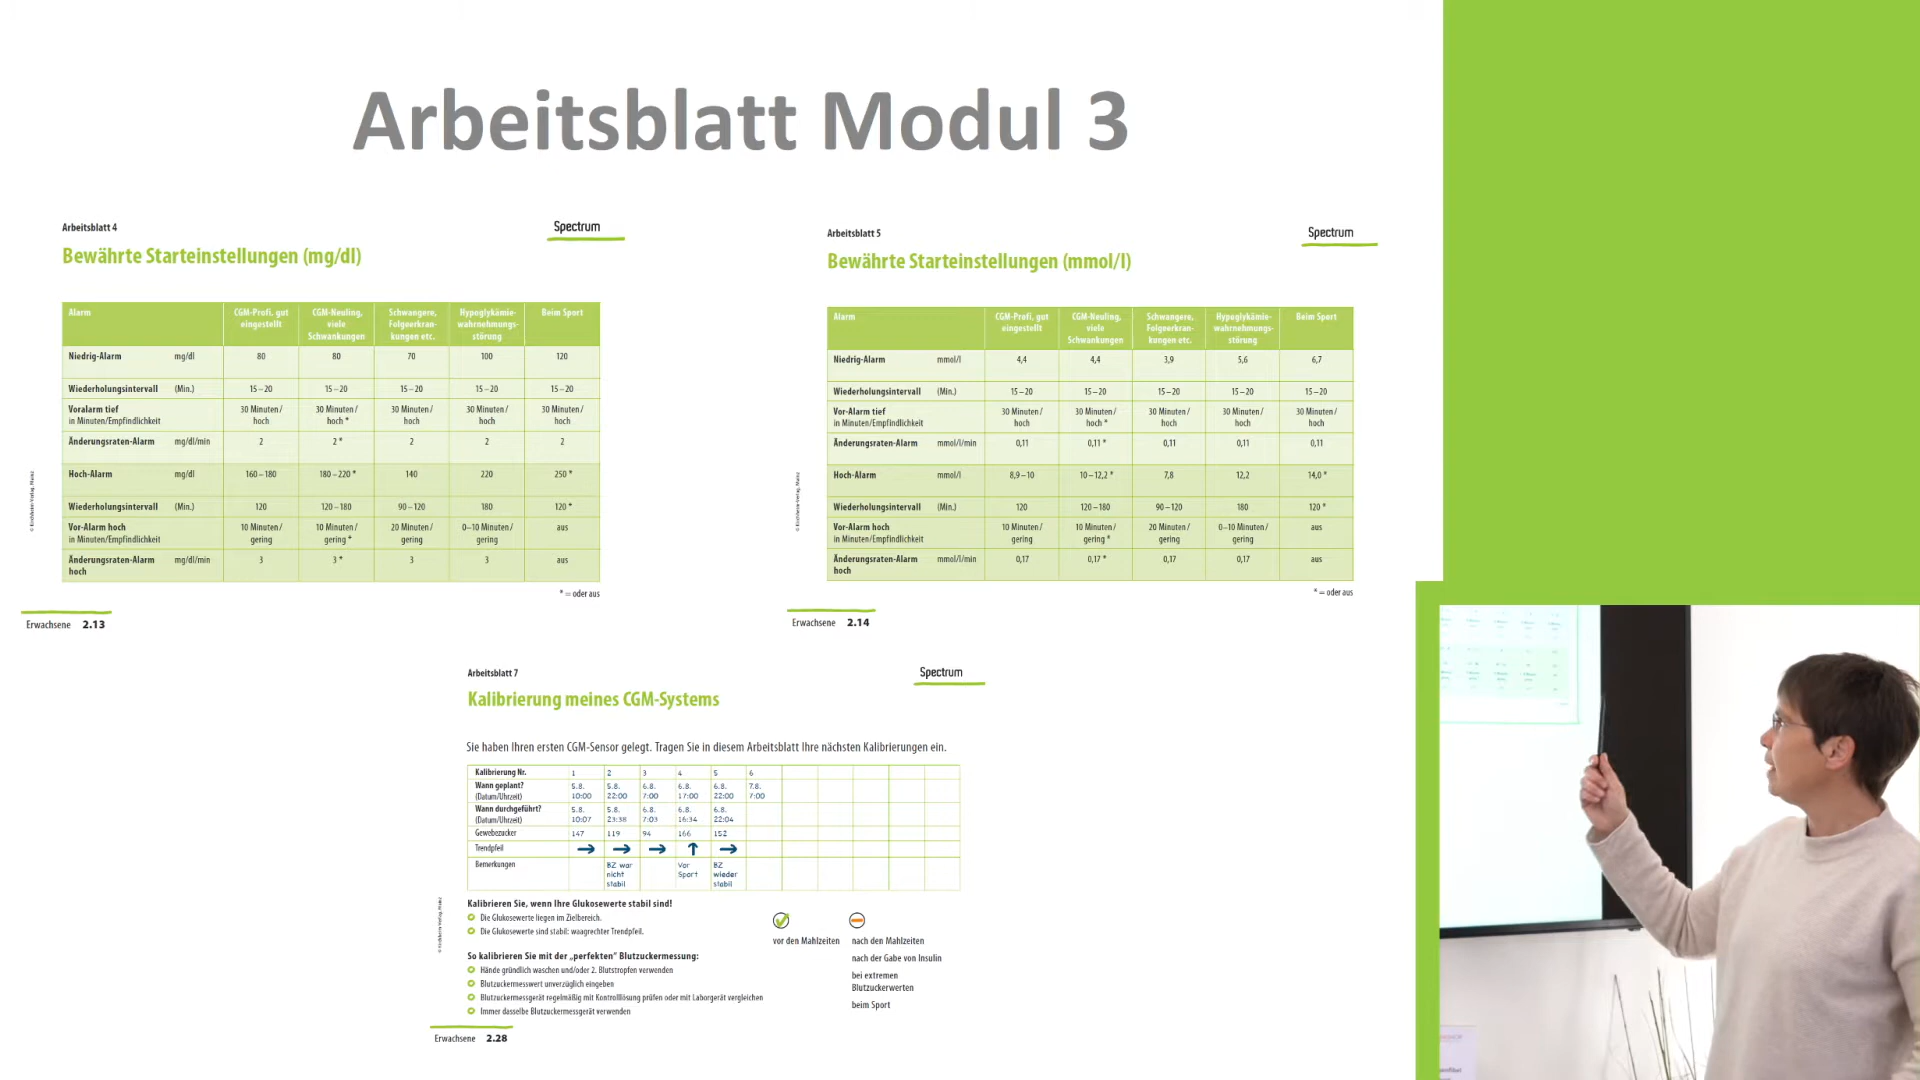 Arbeitsblatt Modul 3
Arbeitsblatt 4
Spectrum
Bewährte Starteinstellungen (mg/dl)
Alarm CGM-Profi, gut eingestellt CGM-Neuling, viele Schwankungen Schwangere, Folgeerkran-kungen etc. Hypoglykämie-wahrnehmungs-störung Beim Sport
Niedrig-Alarm mg/dl 80 80 70 100 120
Wiederholungsintervall (Min.) 15–20 15–20 15–20 15–20 15–20
Voralarm tief in Minuten/Empfindlichkeit 30 Minuten/hoch 30 Minuten/hoch * 30 Minuten/hoch 30 Minuten/hoch 30 Minuten/hoch
Änderungsraten-Alarm mg/dl/min 2 2 * 2 2 2
Hoch-Alarm mg/dl 160–180 180–220 * 140 220 250 *
Wiederholungsintervall (Min.) 120 120–180 90–120 180 120 *
Vor-Alarm hoch in Minuten/Empfindlichkeit 10 Minuten/gering 10 Minuten/gering * 20 Minuten/gering 0–10 Minuten/gering aus
Änderungsraten-Alarm hoch mg/dl/min 3 3 * 3 3 aus
* = oder aus
© Kirchheim-Verlag, Mainz
Erwachsene 2.13
Arbeitsblatt 5
Spectrum
Bewährte Starteinstellungen (mmol/l)
Alarm CGM-Profi, gut eingestellt CGM-Neuling, viele Schwankungen Schwangere, Folgeerkran-kungen etc. Hypoglykämie-wahrnehmungs-störung Beim Sport
Niedrig-Alarm mmol/l 4,4 4,4 3,9 5,6 6,7
Wiederholungsintervall (Min.) 15–20 15–20 15–20 15–20 15–20
Vor-Alarm tief in Minuten/Empfindlichkeit 30 Minuten/hoch 30 Minuten/hoch * 30 Minuten/hoch 30 Minuten/hoch 30 Minuten/hoch
Änderungsraten-Alarm mmol/l/min 0,11 0,11 * 0,11 0,11 0,11
Hoch-Alarm mmol/l 8,9–10 10–12,2 * 7,8 12,2 14,0 *
Wiederholungsintervall (Min.) 120 120–180 90–120 180 120 *
Vor-Alarm hoch in Minuten/Empfindlichkeit 10 Minuten/gering 10 Minuten/gering * 20 Minuten/gering 0–10 Minuten/gering aus
Änderungsraten-Alarm hoch mmol/l/min 0,17 0,17 * 0,17 0,17 aus
* = oder aus
© Kirchheim-Verlag, Mainz
Erwachsene 2.14
Arbeitsblatt 7
Spectrum
Kalibrierung meines CGM-Systems
Sie haben Ihren ersten CGM-Sensor gelegt. Tragen Sie in diesem Arbeitsblatt Ihre nächsten Kalibrierungen ein.
Kalibrierung Nr. 1 2 3 4 5 6
Wann geplant? (Datum/Uhrzeit) 5.8. 10:00 5.8. 22:00 6.8. 7:00 6.8. 17:00 6.8. 22:00 7.8. 7:00
Wann durchgeführt? (Datum/Uhrzeit) 5.8. 10:07 5.8. 23:38 6.8. 7:03 6.8. 16:34 6.8. 22:04
Gewebezucker 147 119 94 166 152
Trendpfeil → → → ↑ →
Bemerkungen BZ war nicht stabil Vor Sport BZ wieder stabil
Kalibrieren Sie, wenn Ihre Glukosewerte stabil sind!
Die Glukosewerte liegen im Zielbereich.
Die Glukosewerte sind stabil: waagrechter Trendpfeil.
So kalibrieren Sie mit der „perfekten“ Blutzuckermessung:
Hände gründlich waschen und/oder 2. Blutstropfen verwenden
Blutzuckermesswert unverzüglich eingeben
Blutzuckermessgerät regelmäßig mit Kontrolllösung prüfen oder mit Laborgerät vergleichen
Immer dasselbe Blutzuckermessgerät verwenden
vor den Mahlzeiten
nach den Mahlzeiten
nach der Gabe von Insulin
bei extremen
Blutzuckerwerten
beim Sport
© Kirchheim-Verlag, Mainz
Erwachsene 2.28